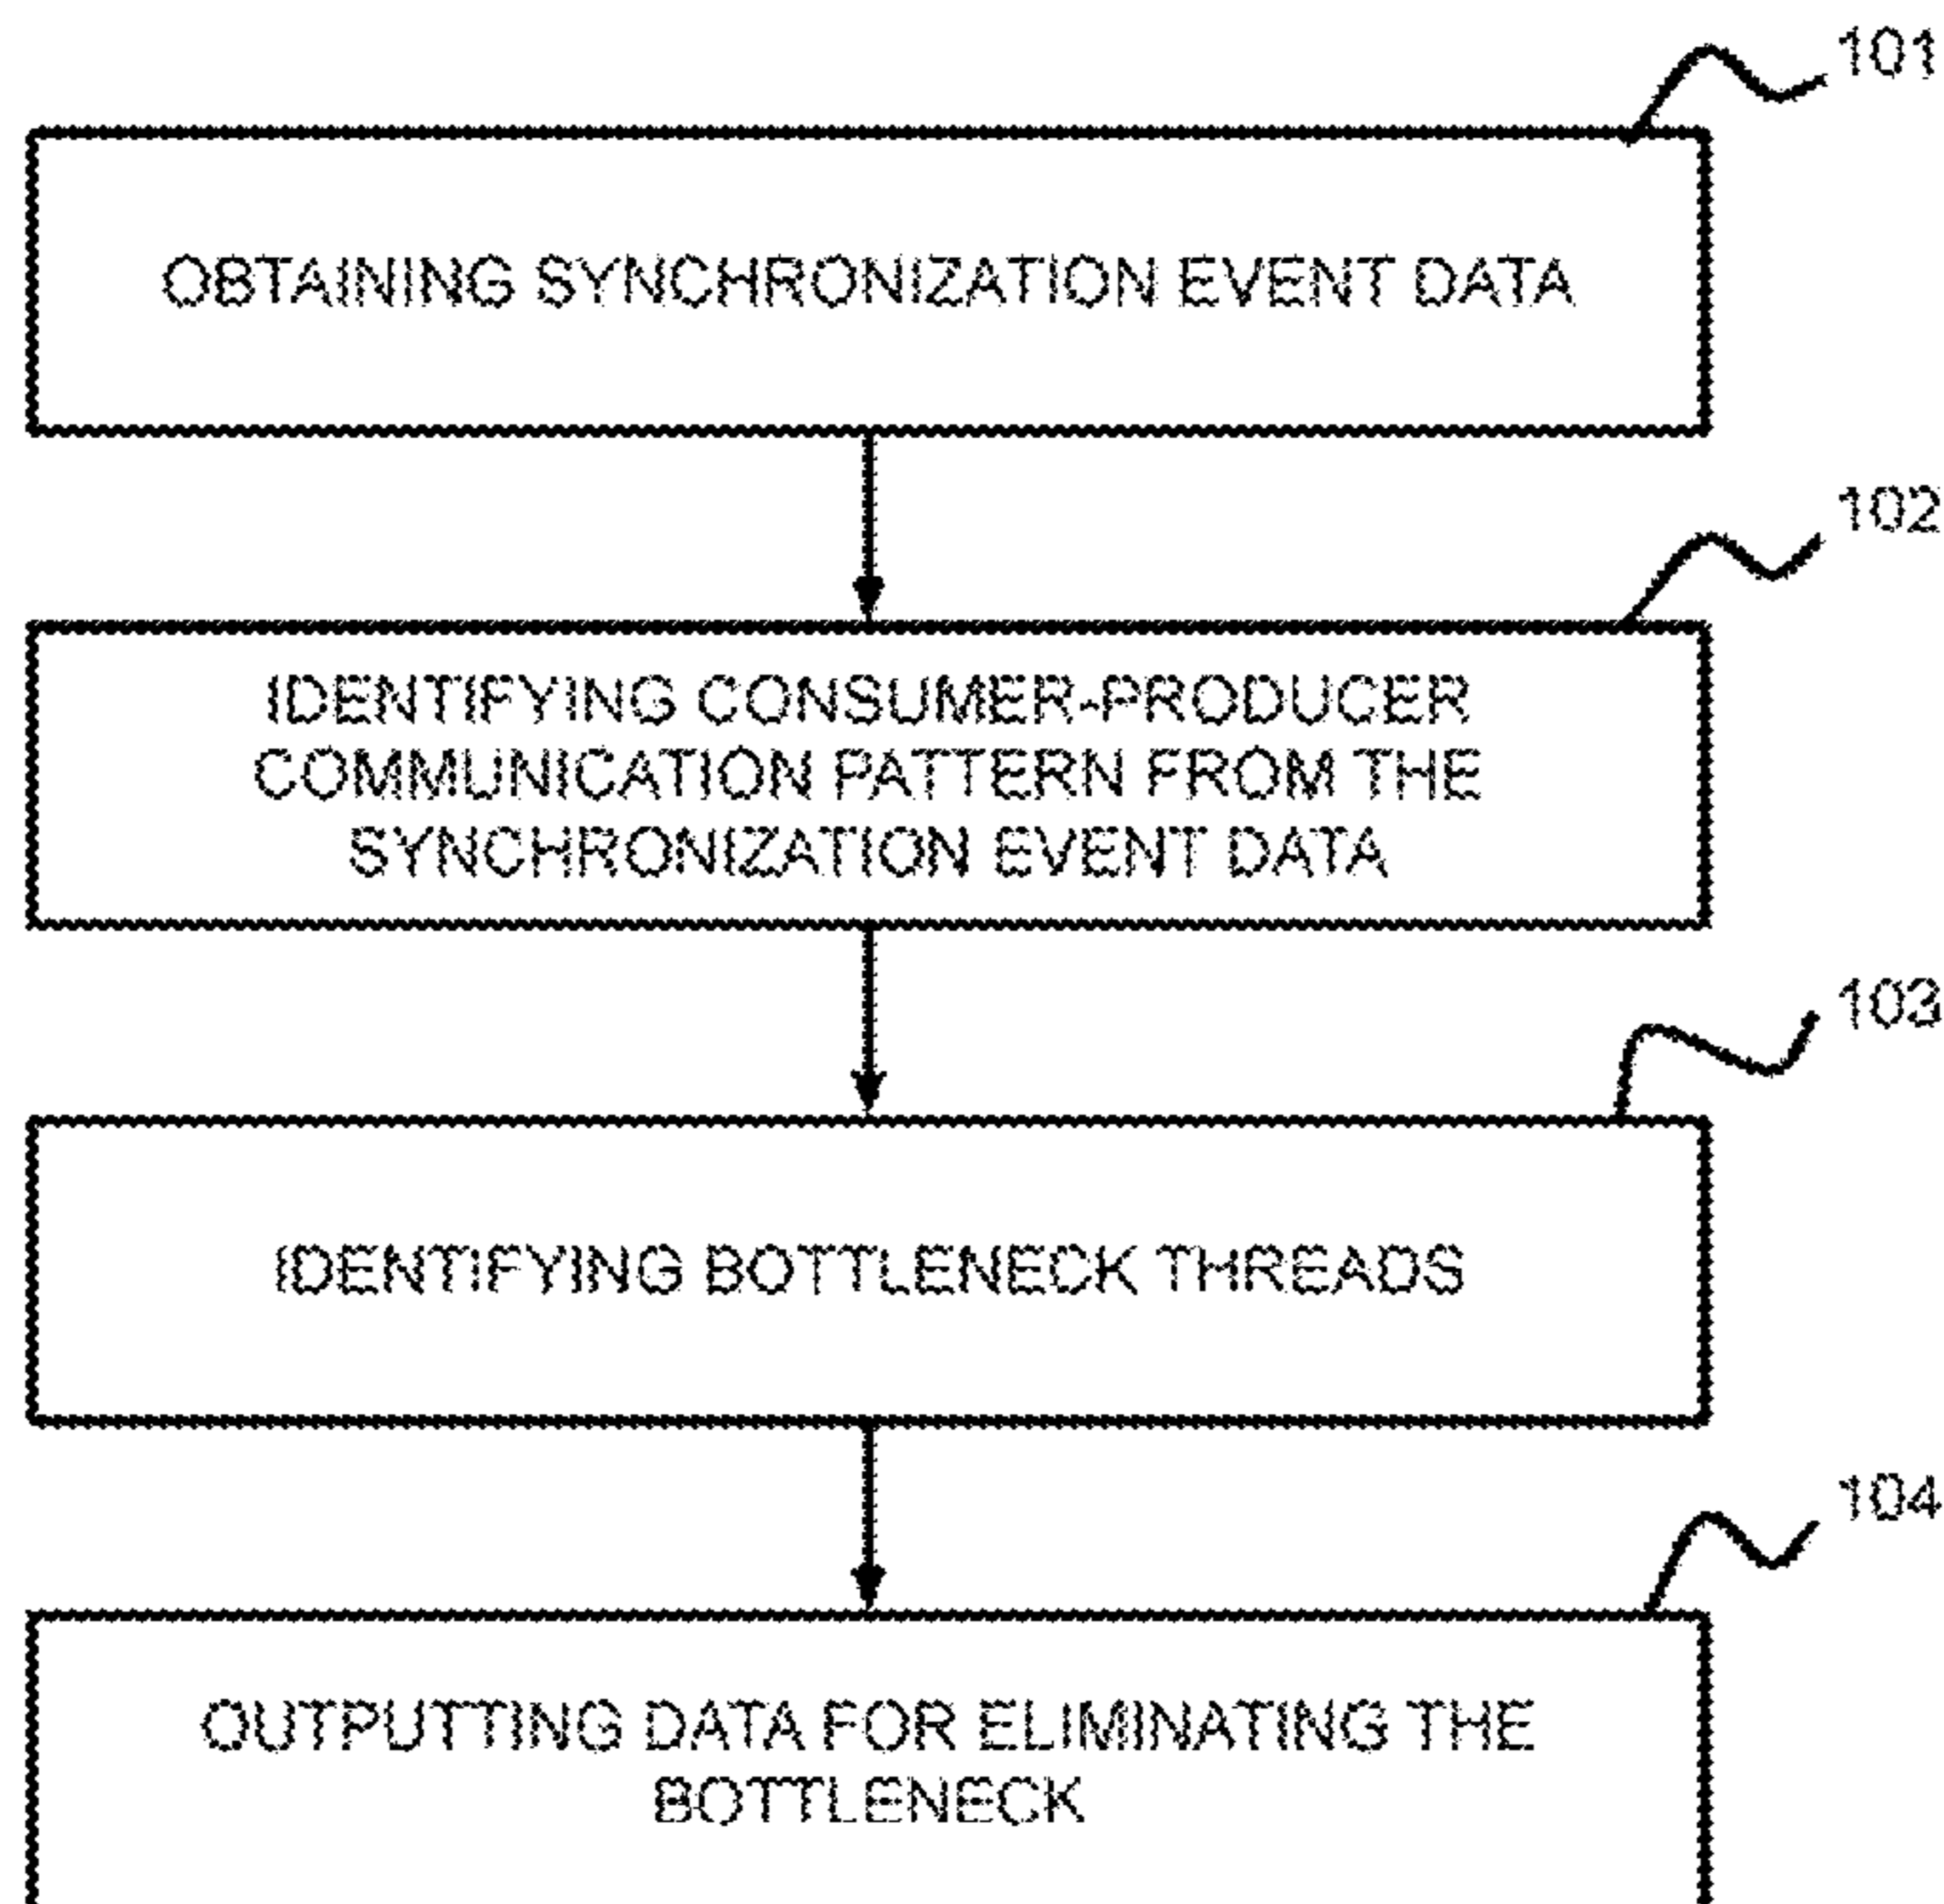 101
OBTAINING SYNCHRONIZATION EVENT DATA
102
IDENTIFYING CONSUMER-PRODUCER
COMMUNICATION PATTERN FROM THE
SYNCHRONIZATION EVENT DATA
103
IDENTIFYING BOTTLENECK THREADS
104
OUTPUTTING DATA FOR ELIMINATING THE
BOTTLENECK